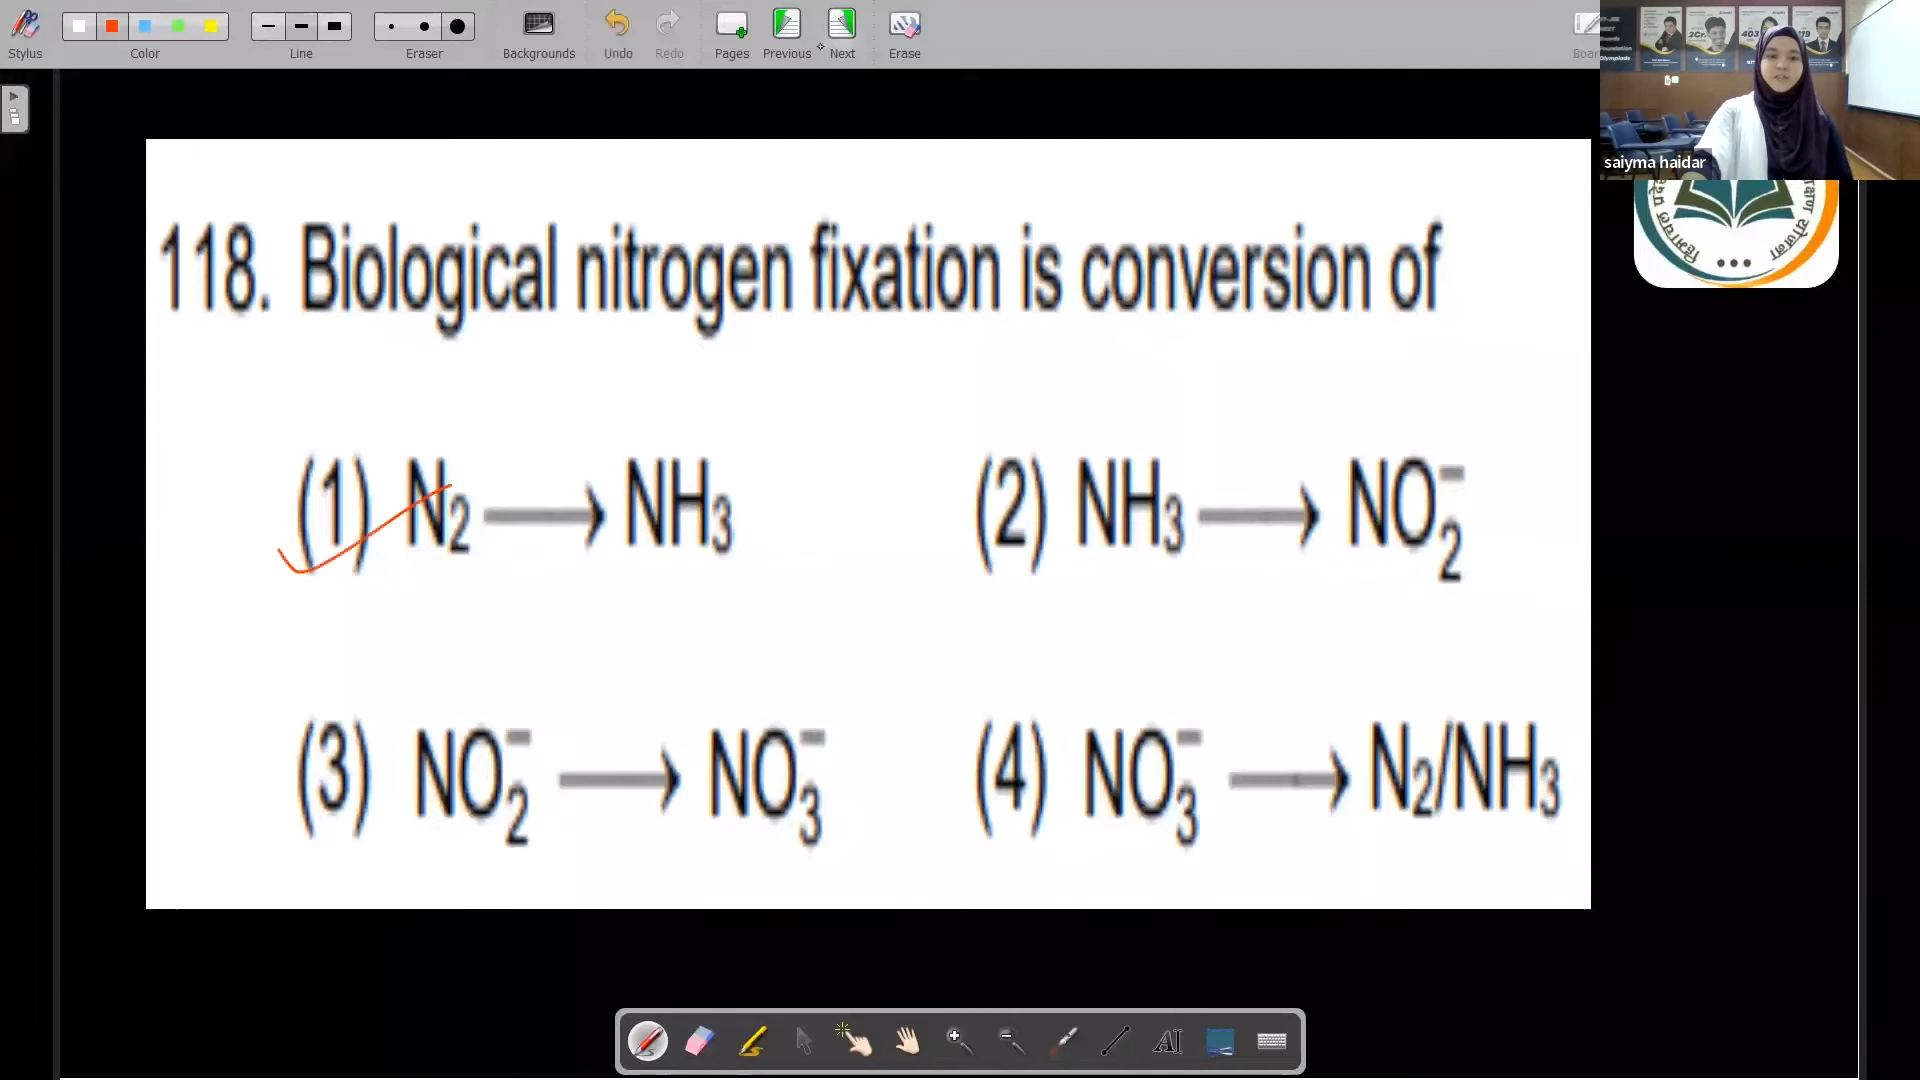 Stylus
Color
Line
Eraser
Backgrounds
Undo
Redo
Pages
Previous
Next
Erase
saiyma haidar
118. Biological nitrogen fixation is conversion of
(1) N₂ ⟶ NH₃
(2) NH₃ ⟶ NO₂⁻
(3) NO₂⁻ ⟶ NO₃⁻
(4) NO₃⁻ ⟶ N₂/NH₃